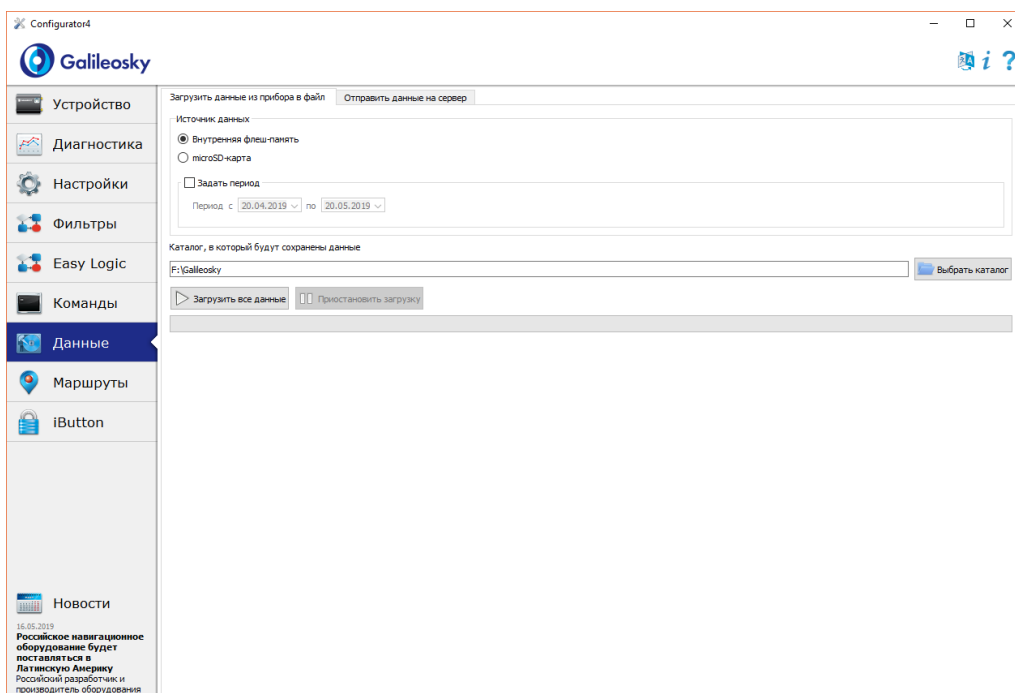 Configurator4
Galileosky
Устройство
Диагностика
Настройки
Фильтры
Easy Logic
Команды
Данные
Маршруты
iButton
Новости
16.05.2019
Российское навигационное
оборудование будет
поставляться в
Латинскую Америку
Российский разработчик и
производитель оборудования
Загрузить данные из прибора в файл
Отправить данные на сервер
Источник данных
Внутренняя флеш-память
microSD-карта
Задать период
Период с 20.04.2019 по 20.05.2019
Каталог, в который будут сохранены данные
F:\Galileosky
Выбрать каталог
Загрузить все данные
Приостановить загрузку